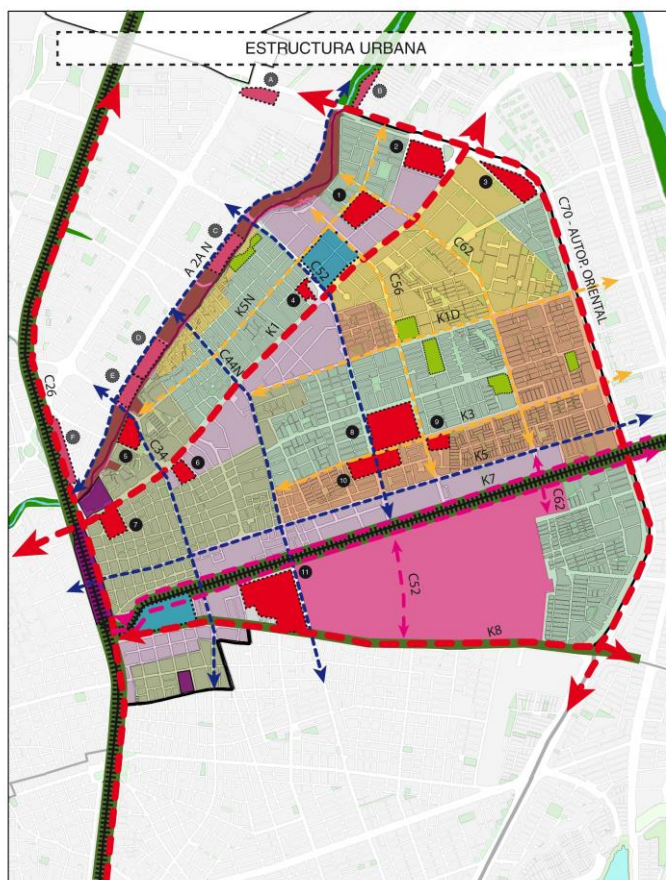 ESTRUCTURA URBANA
A
B
2
3
1
C70 - AUTOP. ORIENTAL
C
A 2A N
C52
C62
C56
K5N
4
K1
K1D
D
C44N
E
C26
K3
F
5
C34
8
9
6
K5
10
K7
7
C62
C52
11
K8